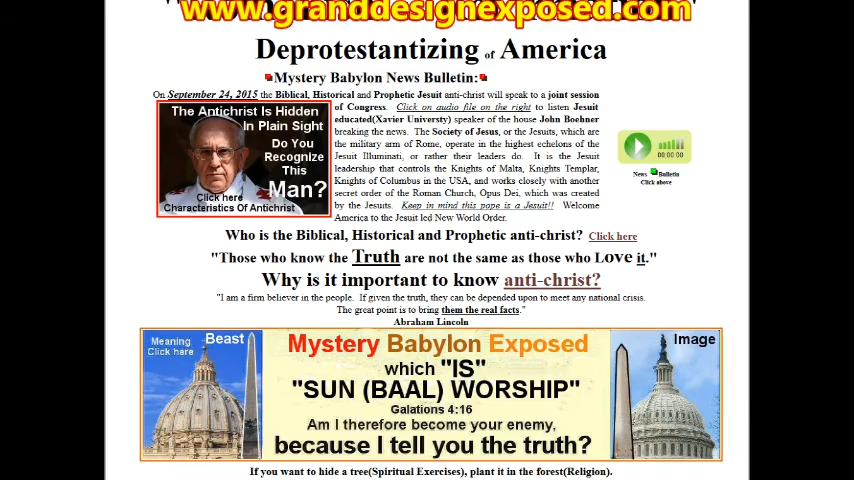 www.granddesignexposed.com
Deprotestantizing of America
Mystery Babylon News Bulletin:
On September 24, 2015 the Biblical, Historical and Prophetic Jesuit anti-christ will speak to a joint session
of Congress. Click on audio file on the right to listen Jesuit
educated(Xavier Universty) speaker of the house John Boehner
breaking the news. The Society of Jesus, or the Jesuits, which are
the military arm of Rome, operate in the highest echelons of the
Jesuit Illuminati, or rather their leaders do. It is the Jesuit
leadership that controls the Knights of Malta, Knights Templar,
Knights of Columbus in the USA, and works closely with another
secret order of the Roman Church, Opus Dei, which was created
by the Jesuits. Keep in mind this pope is a Jesuit!! Welcome
America to the Jesuit led New World Order.
The Antichrist Is Hidden
In Plain Sight
Do You
Recognize
This
Man?
Click here
Characteristics Of Antichrist
00:00:00
News Bulletin
Click above
Who is the Biblical, Historical and Prophetic anti-christ? Click here
"Those who know the Truth are not the same as those who Love it."
Why is it important to know anti-christ?
"I am a firm believer in the people. If given the truth, they can be depended upon to meet any national crisis.
The great point is to bring them the real facts."
Abraham Lincoln
Meaning
Click here
Beast
Mystery Babylon Exposed
which "IS"
"SUN (BAAL) WORSHIP"
Galations 4:16
Am I therefore become your enemy,
because I tell you the truth?
Image
If you want to hide a tree(Spiritual Exercises), plant it in the forest(Religion).